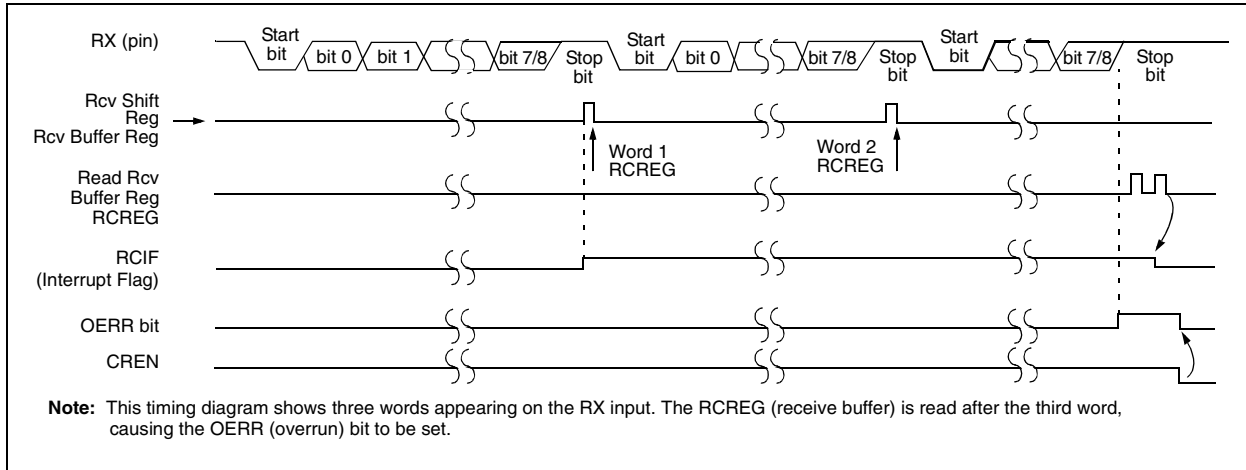 RX (pin)
Start bit
bit 0
bit 1
bit 7/8
Stop bit
Start bit
bit 0
bit 7/8
Stop bit
Start bit
bit 7/8
Stop bit
Rcv Shift
Reg
Rcv Buffer Reg
Word 1
RCREG
Word 2
RCREG
Read Rcv
Buffer Reg
RCREG
RCIF
(Interrupt Flag)
OERR bit
CREN
Note: This timing diagram shows three words appearing on the RX input. The RCREG (receive buffer) is read after the third word,
causing the OERR (overrun) bit to be set.